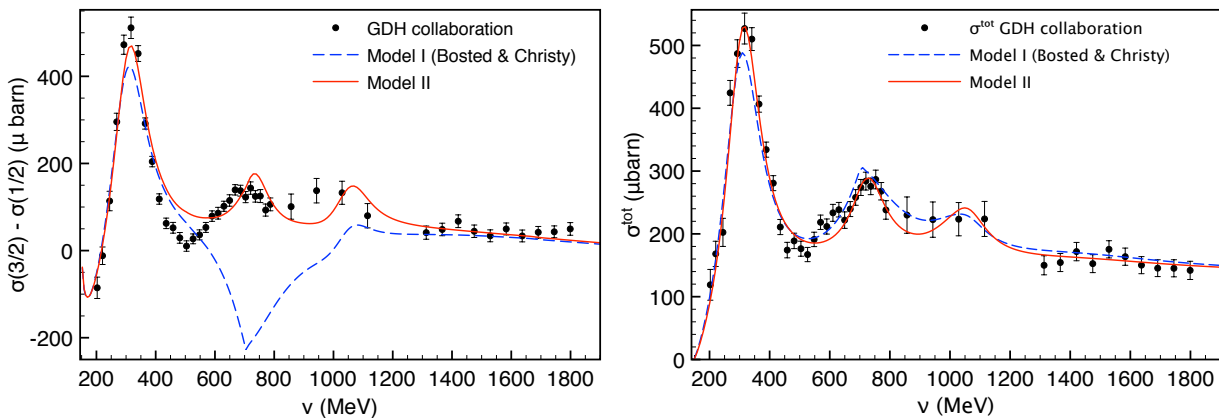 σ(3/2) - σ(1/2) (μ barn)
400
200
0
-200
GDH collaboration
Model I (Bosted & Christy)
Model II
200 400 600 800 1000 1200 1400 1600 1800
ν (MeV)
σᵗᵒᵗ (μbarn)
500
400
300
200
100
0
σᵗᵒᵗ GDH collaboration
Model I (Bosted & Christy)
Model II
200 400 600 800 1000 1200 1400 1600 1800
ν (MeV)